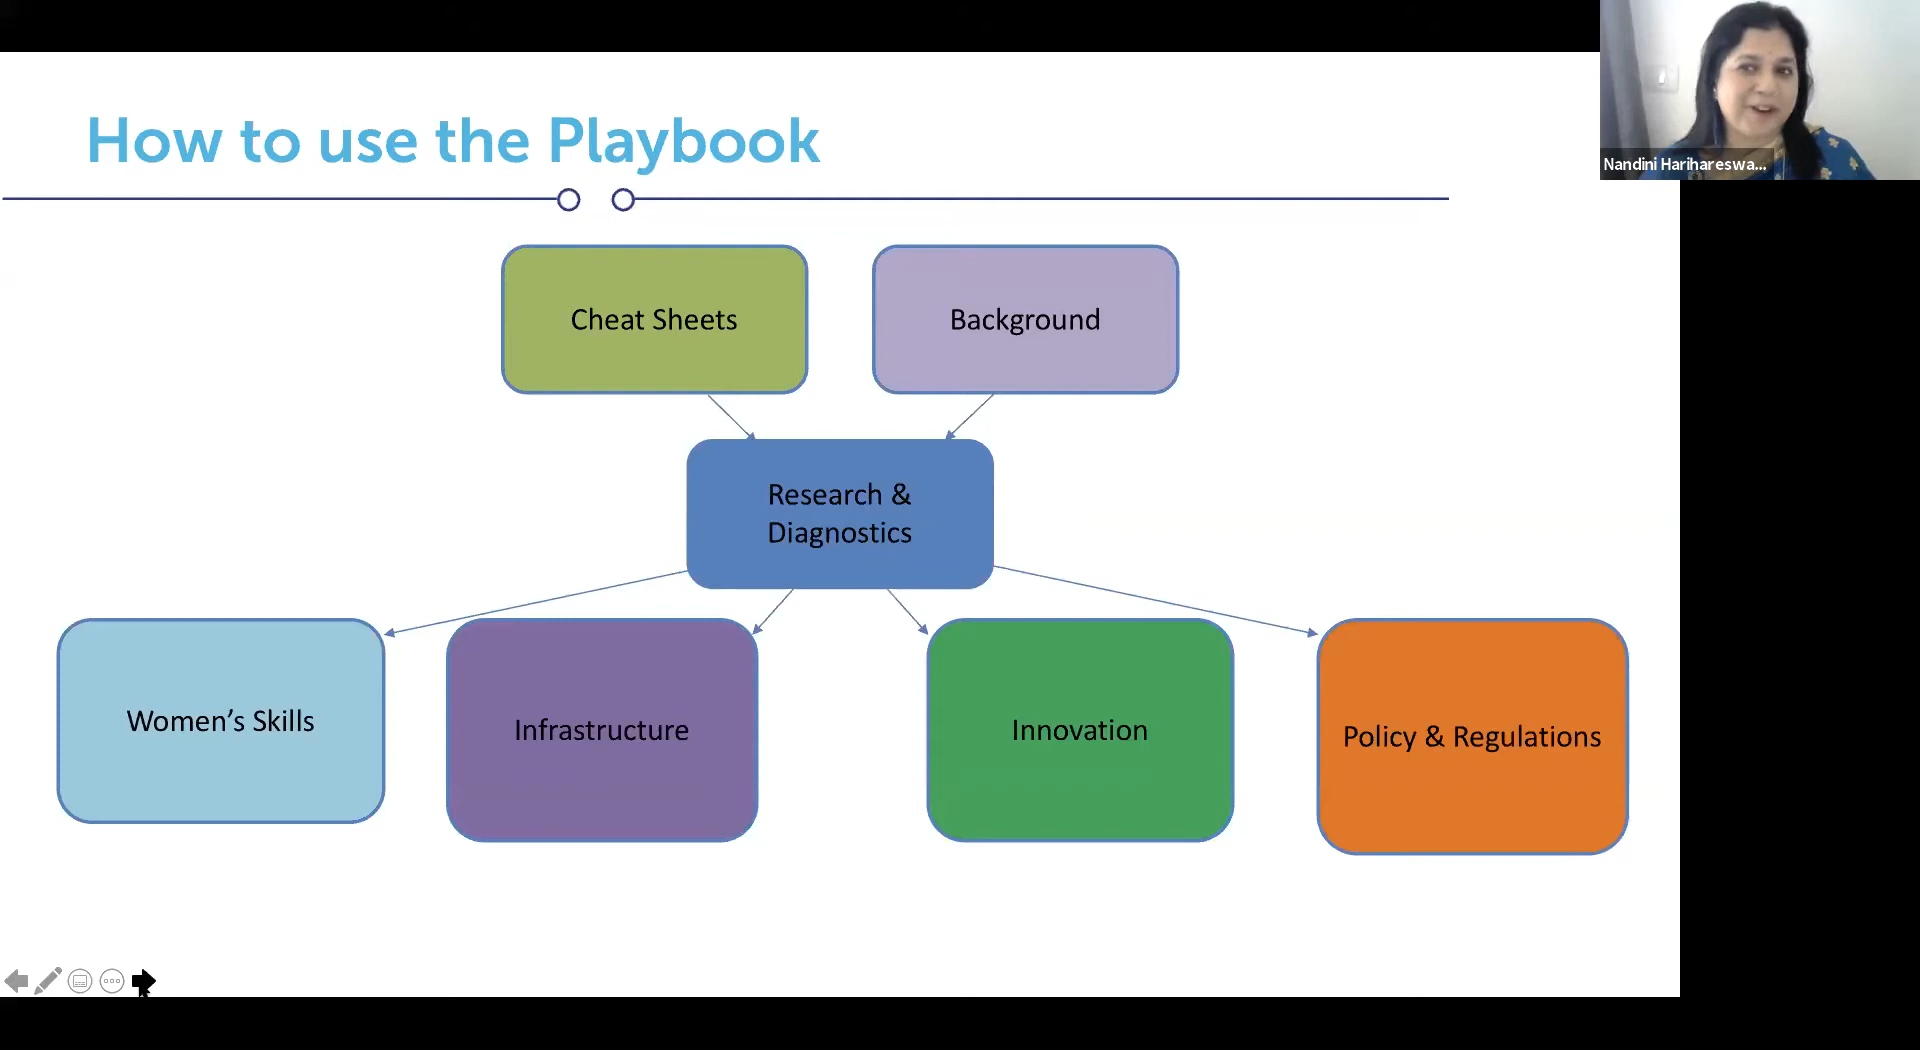 How to use the Playbook
Nandini Harihareswa...
Cheat Sheets
Background
Research &
Diagnostics
Women’s Skills
Infrastructure
Innovation
Policy & Regulations